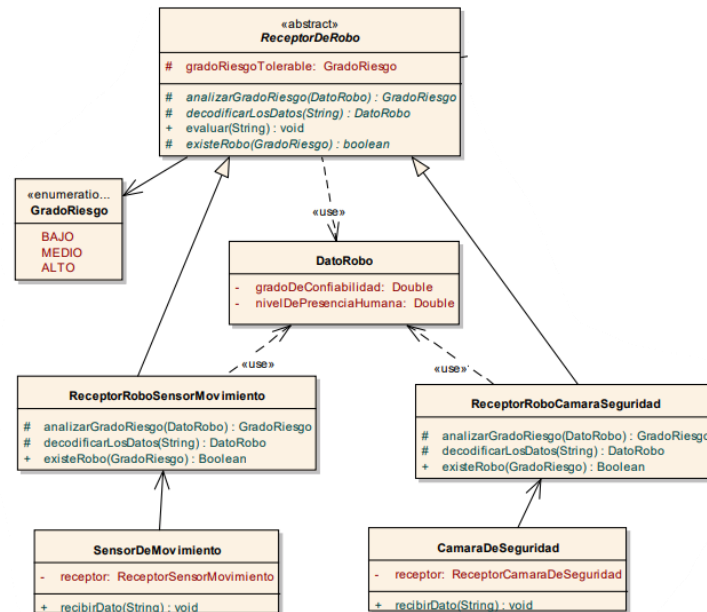 «abstract»
ReceptorDeRobo
# gradoRiesgoTolerable: GradoRiesgo
# analizarGradoRiesgo(DatoRobo) : GradoRiesgo
# decodificarLosDatos(String) : DatoRobo
+ evaluar(String) : void
# existeRobo(GradoRiesgo) : boolean
«enumeratio...
GradoRiesgo
BAJO
MEDIO
ALTO
«use»
DatoRobo
- gradoDeConfiabilidad: Double
- nivelDePresenciaHumana: Double
«use»
«use»
ReceptorRoboSensorMovimiento
# analizarGradoRiesgo(DatoRobo) : GradoRiesgo
# decodificarLosDatos(String) : DatoRobo
+ existeRobo(GradoRiesgo) : Boolean
ReceptorRoboCamaraSeguridad
# analizarGradoRiesgo(DatoRobo) : GradoRiesgo
# decodificarLosDatos(String) : DatoRobo
+ existeRobo(GradoRiesgo) : Boolean
SensorDeMovimiento
- receptor: ReceptorSensorMovimiento
+ recibirDato(String) : void
CamaraDeSeguridad
- receptor: ReceptorCamaraDeSeguridad
+ recibirDato(String) : void